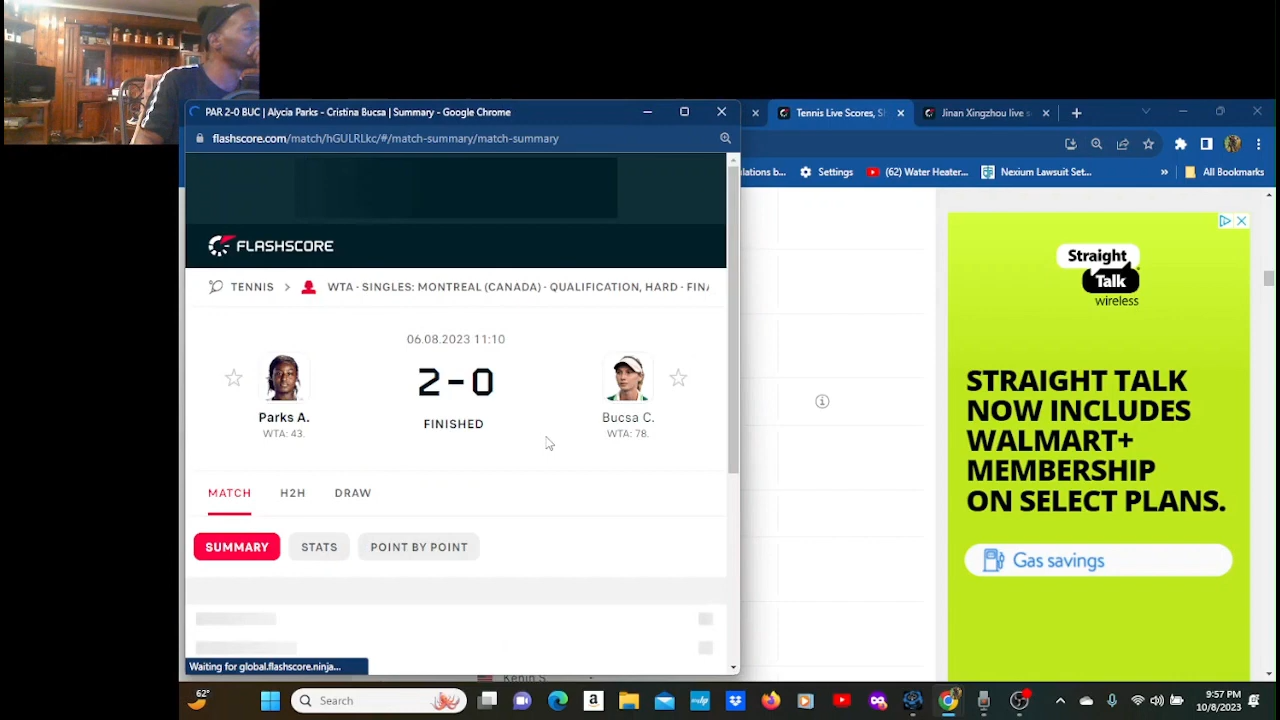 PAR 2-0 BUC | Alycia Parks - Cristina Bucsa | Summary - Google Chrome
Tennis Live Scores, S
Jinan Xingzhou live s
flashscore.com/match/hGULRLkc/#/match-summary/match-summary
lations b...
Settings
(62) Water Heater...
Nexium Lawsuit Set...
»
All Bookmarks
FLASHSCORE
TENNIS > WTA - SINGLES: MONTREAL (CANADA) - QUALIFICATION, HARD - FIN
06.08.2023 11:10
2-0
FINISHED
Parks A.
WTA: 43.
Bucsa C.
WTA: 78.
MATCH
H2H
DRAW
SUMMARY
STATS
POINT BY POINT
Straight
Talk
wireless
STRAIGHT TALK
NOW INCLUDES
WALMART+
MEMBERSHIP
ON SELECT PLANS.
Gas savings
Waiting for global.flashscore.ninja...
Kenin S.
62°
Search
9:57 PM
10/8/2023